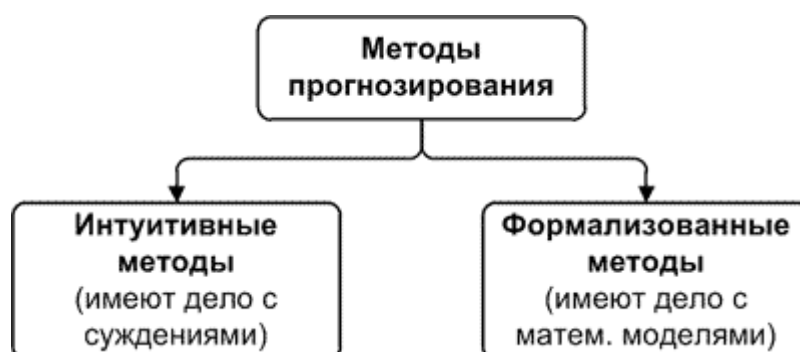 Методы
прогнозирования
Интуитивные
методы
(имеют дело с
суждениями)
Формализованные
методы
(имеют дело с
матем. моделями)